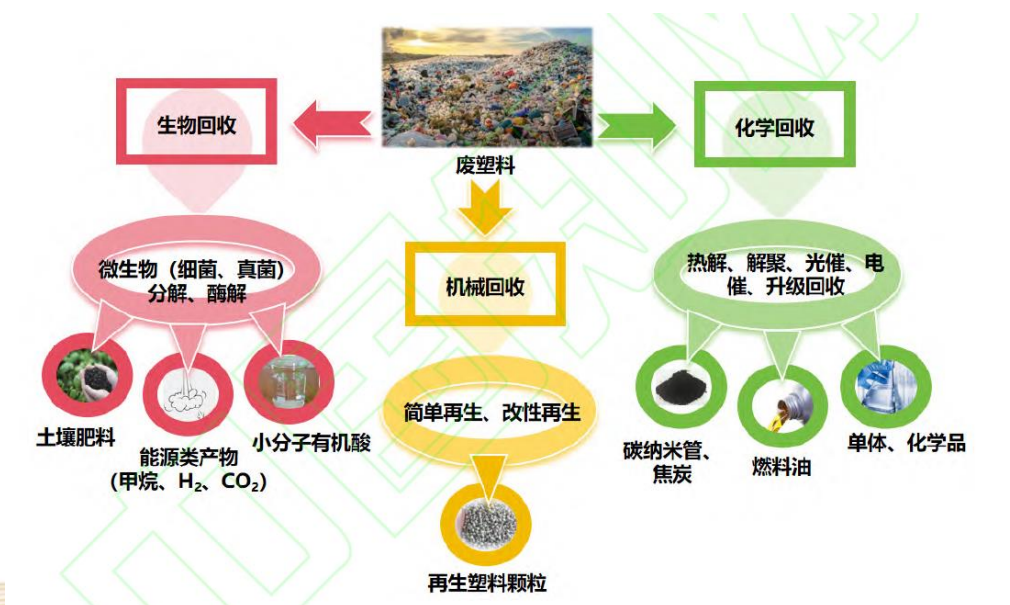 废塑料
生物回收
微生物（细菌、真菌）
分解、酶解
土壤肥料
能源类产物
（甲烷、H₂、CO₂）
小分子有机酸
机械回收
简单再生、改性再生
再生塑料颗粒
化学回收
热解、解聚、光催、电
催、升级回收
碳纳米管、
焦炭
燃料油
单体、化学品